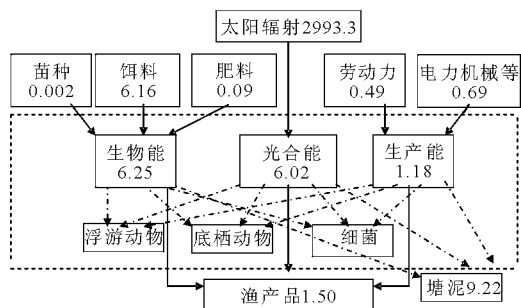 太阳辐射2993.3
苗种
0.002
饵料
6.16
肥料
0.09
劳动力
0.49
电力机械等
0.69
生物能
6.25
光合能
6.02
生产能
1.18
浮游动物
底栖动物
细菌
渔产品1.50
塘泥9.22